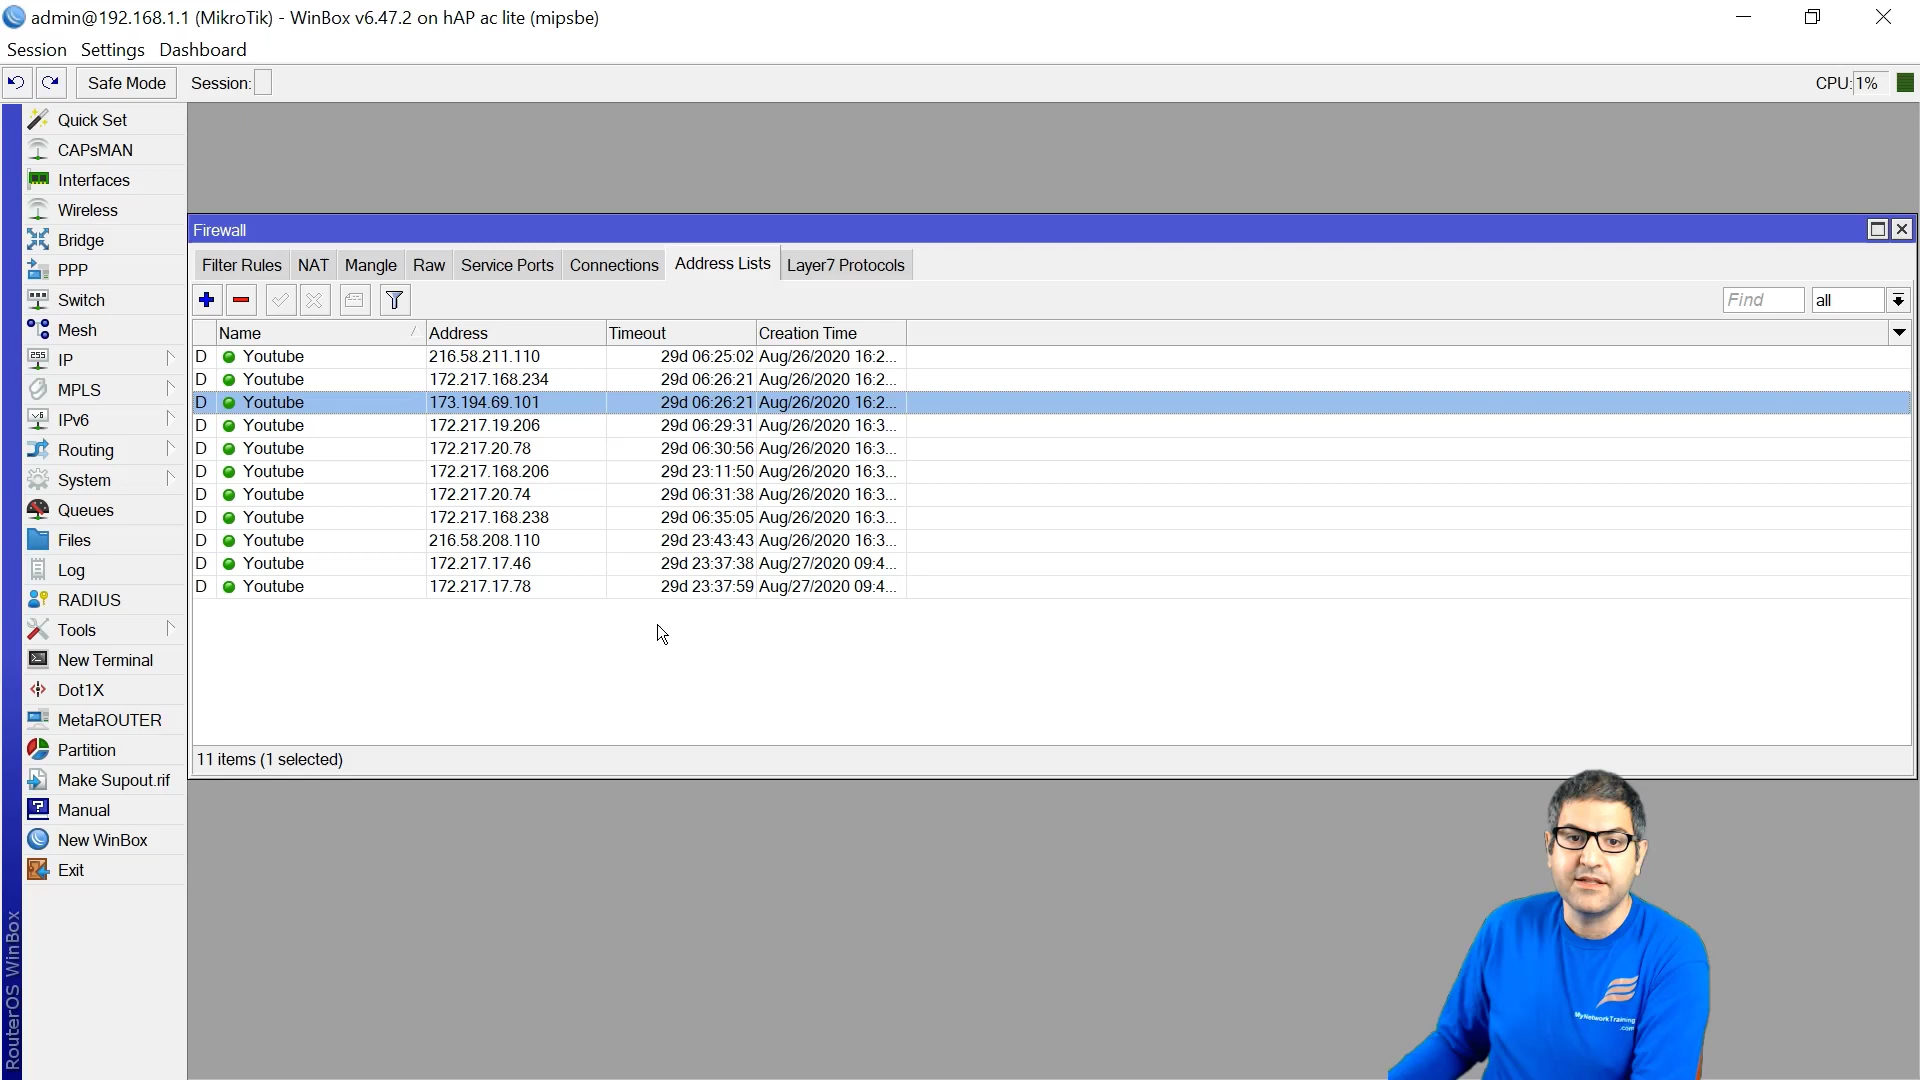 admin@192.168.1.1 (MikroTik) - WinBox v6.47.2 on hAP ac lite (mipsbe)
Session Settings Dashboard
Safe Mode Session: CPU: 1%
Quick Set
CAPsMAN
Interfaces
Wireless
Bridge
PPP
Switch
Mesh
IP
MPLS
IPv6
Routing
System
Queues
Files
Log
RADIUS
Tools
New Terminal
Dot1X
MetaROUTER
Partition
Make Supout.rif
Manual
New WinBox
Exit
RouterOS WinBox
Firewall
Filter Rules NAT Mangle Raw Service Ports Connections Address Lists Layer7 Protocols
Find all
Name Address Timeout Creation Time
D Youtube 216.58.211.110 29d 06:25:02 Aug/26/2020 16:2...
D Youtube 172.217.168.234 29d 06:26:21 Aug/26/2020 16:2...
D Youtube 173.194.69.101 29d 06:26:21 Aug/26/2020 16:2...
D Youtube 172.217.19.206 29d 06:29:31 Aug/26/2020 16:3...
D Youtube 172.217.20.78 29d 06:30:56 Aug/26/2020 16:3...
D Youtube 172.217.168.206 29d 23:11:50 Aug/26/2020 16:3...
D Youtube 172.217.20.74 29d 06:31:38 Aug/26/2020 16:3...
D Youtube 172.217.168.238 29d 06:35:05 Aug/26/2020 16:3...
D Youtube 216.58.208.110 29d 23:43:43 Aug/26/2020 16:3...
D Youtube 172.217.17.46 29d 23:37:38 Aug/27/2020 09:4...
D Youtube 172.217.17.78 29d 23:37:59 Aug/27/2020 09:4...
11 items (1 selected)
MyNetworkTraining
.com